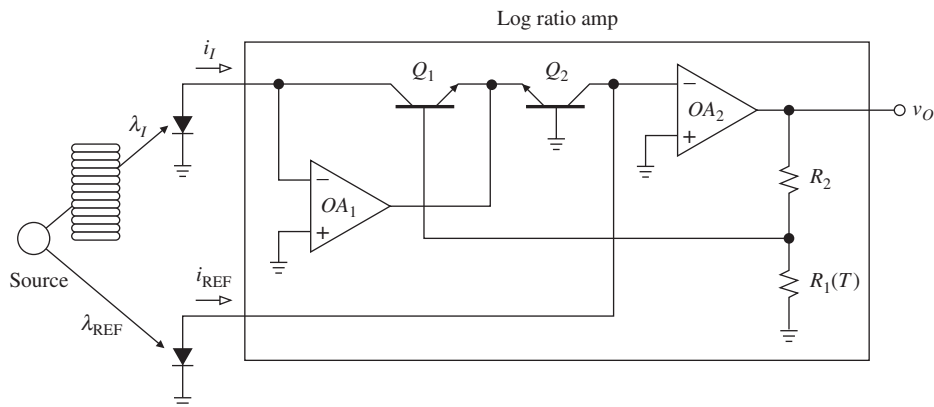 Log ratio amp
i_I
Q_1
Q_2
−
OA_2
+
v_O
λ_I
R_2
−
OA_1
+
Source
i_REF
R_1(T)
λ_REF